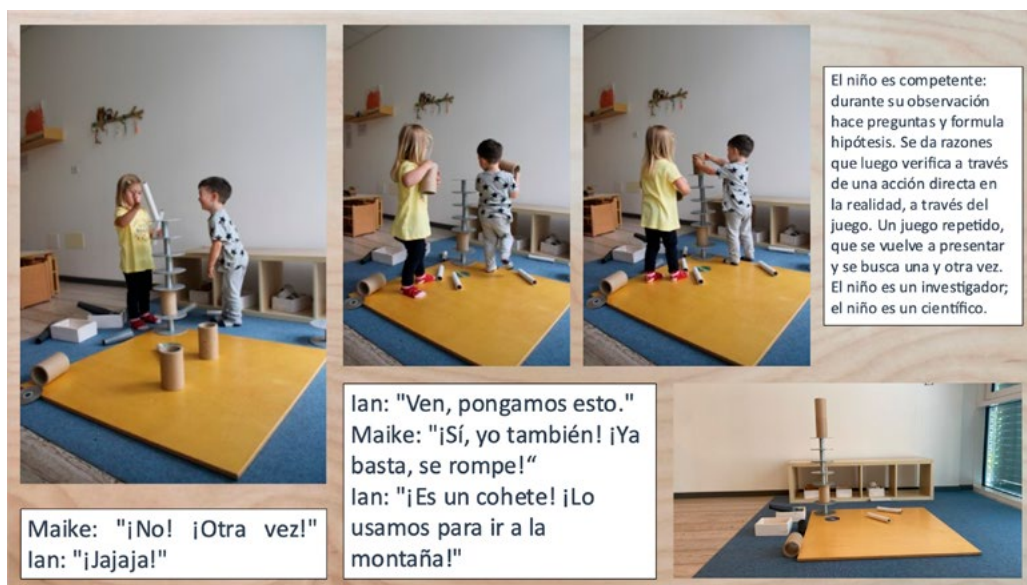 El niño es competente:
durante su observación
hace preguntas y formula
hipótesis. Se da razones
que luego verifica a través
de una acción directa en
la realidad, a través del
juego. Un juego repetido,
que se vuelve a presentar
y se busca una y otra vez.
El niño es un investigador;
el niño es un científico.
Maike: "¡No! ¡Otra vez!"
Ian: "¡Jajaja!"
Ian: "Ven, pongamos esto."
Maike: "¡Sí, yo también! ¡Ya
basta, se rompe!“
Ian: "¡Es un cohete! ¡Lo
usamos para ir a la
montaña!"